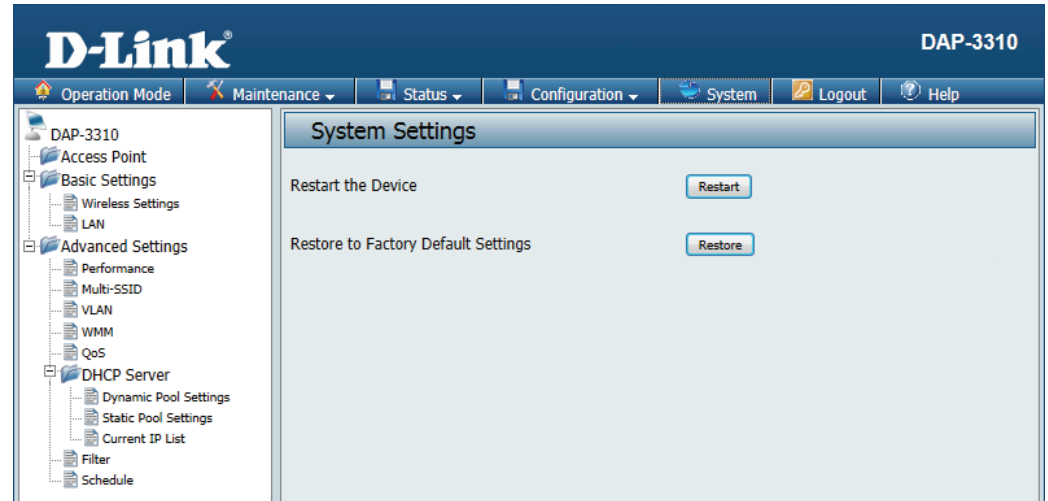 D-Link®
DAP-3310
Operation Mode Maintenance Status Configuration System Logout Help
DAP-3310
Access Point
Basic Settings
Wireless Settings
LAN
Advanced Settings
Performance
Multi-SSID
VLAN
WMM
QoS
DHCP Server
Dynamic Pool Settings
Static Pool Settings
Current IP List
Filter
Schedule
System Settings
Restart the Device Restart
Restore to Factory Default Settings Restore